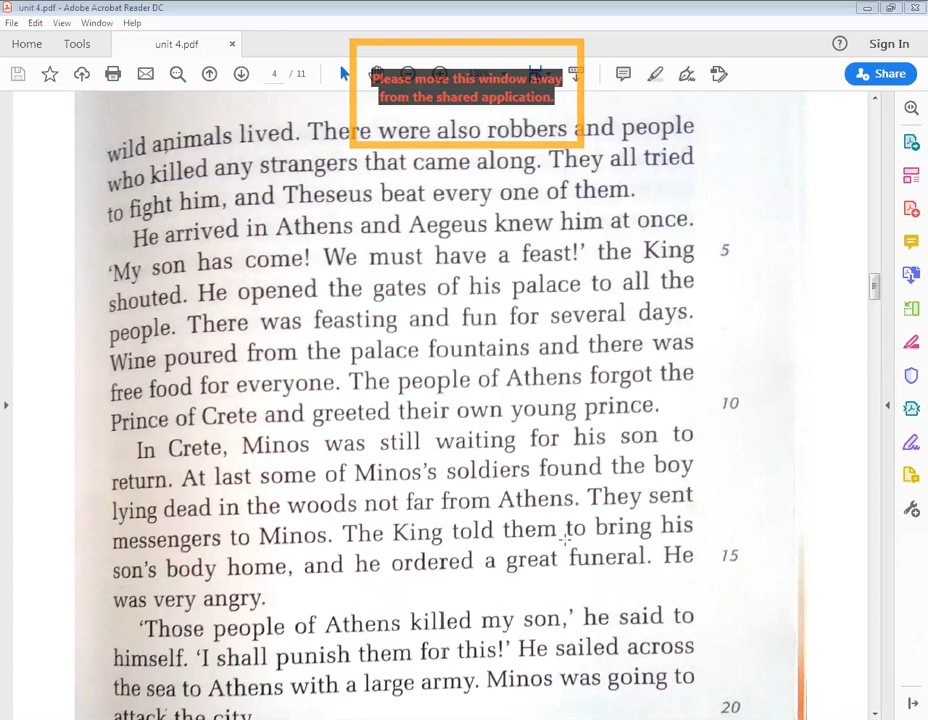 unit 4.pdf - Adobe Acrobat Reader DC
File Edit View Window Help
Home Tools unit 4.pdf × Sign In
4 / 11 Share
Please move this window away
from the shared application.
wild animals lived. There were also robbers and people
who killed any strangers that came along. They all tried
to fight him, and Theseus beat every one of them.
He arrived in Athens and Aegeus knew him at once.
‘My son has come! We must have a feast!’ the King 5
shouted. He opened the gates of his palace to all the
people. There was feasting and fun for several days.
Wine poured from the palace fountains and there was
free food for everyone. The people of Athens forgot the
Prince of Crete and greeted their own young prince. 10
In Crete, Minos was still waiting for his son to
return. At last some of Minos’s soldiers found the boy
lying dead in the woods not far from Athens. They sent
messengers to Minos. The King told them to bring his
son’s body home, and he ordered a great funeral. He 15
was very angry.
‘Those people of Athens killed my son,’ he said to
himself. ‘I shall punish them for this!’ He sailed across
the sea to Athens with a large army. Minos was going to
attack the city. 20